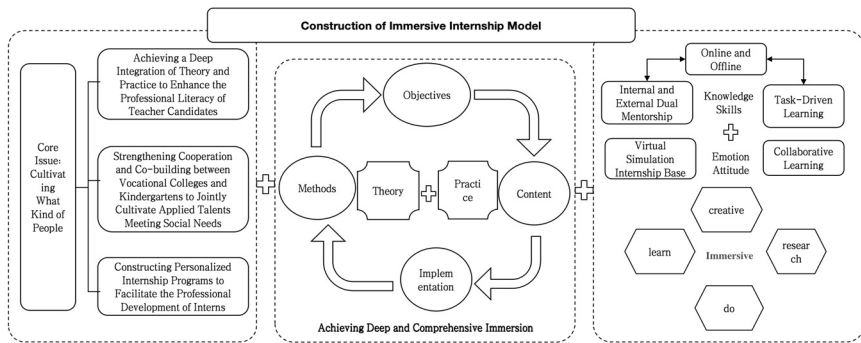 Construction of Immersive Internship Model
Core
Issue:
Cultivat
ing
What
Kind of
People
Achieving a Deep
Integration of Theory and
Practice to Enhance the
Professional Literacy of
Teacher Candidates
Strengthening Cooperation
and Co-building between
Vocational Colleges and
Kindergartens to Jointly
Cultivate Applied Talents
Meeting Social Needs
Constructing Personalized
Internship Programs to
Facilitate the Professional
Development of Interns
Objectives
Methods
Theory
Practi
ce
Content
Implem
entation
Achieving Deep and Comprehensive Immersion
Online and
Offline
Internal and
External Dual
Mentorship
Knowledge
Skills
Task-Driven
Learning
Virtual
Simulation
Internship Base
Emotion
Attitude
Collaborative
Learning
creative
learn
Immersive
resear
ch
do